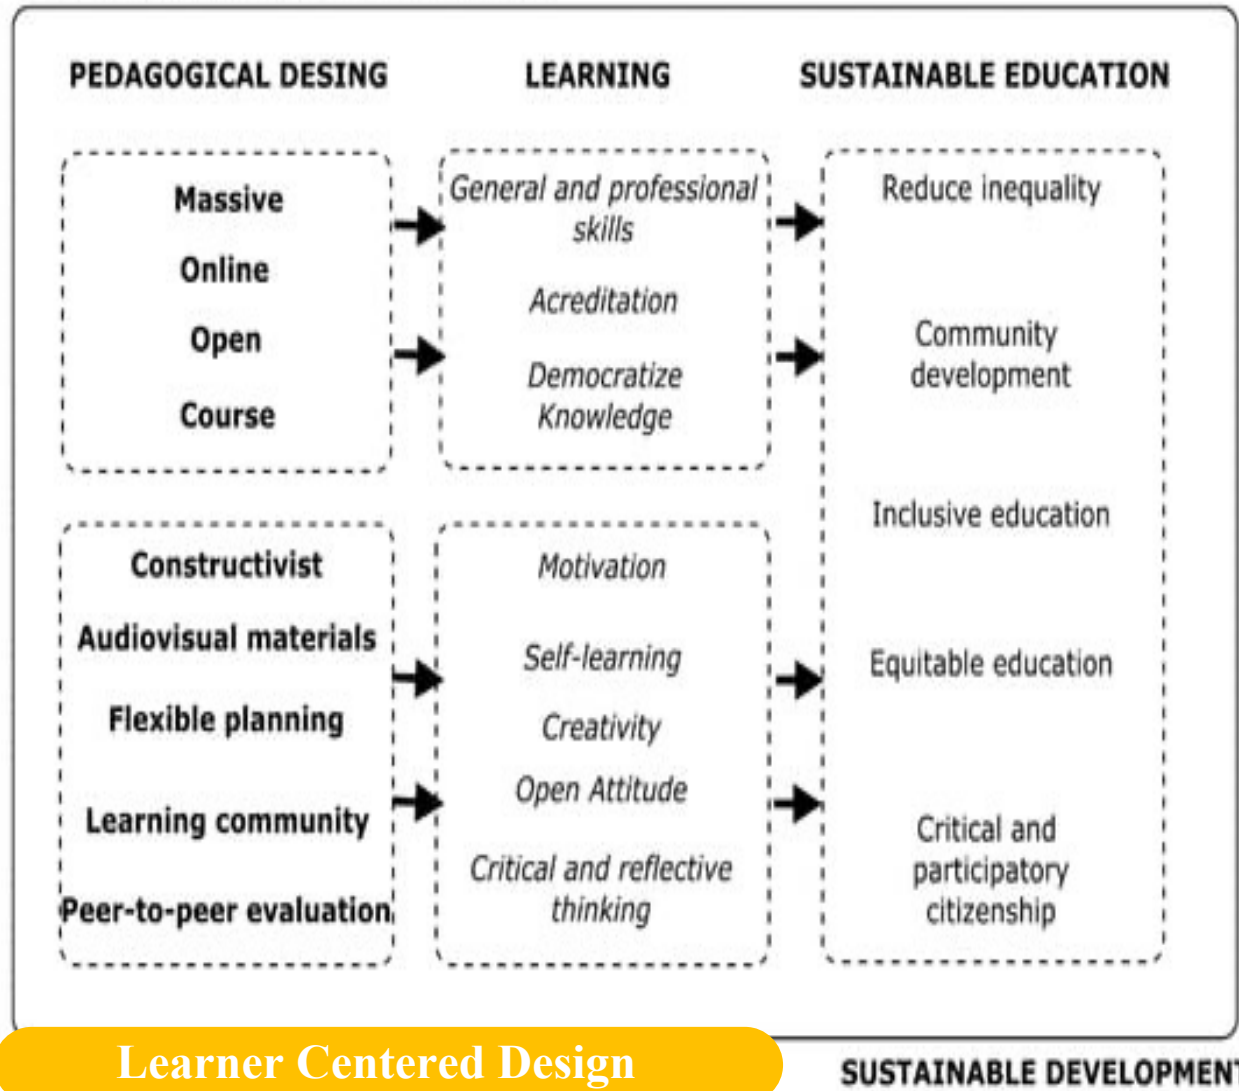 PEDAGOGICAL DESING
LEARNING
SUSTAINABLE EDUCATION
Massive
Online
Open
Course
General and professional
skills
Acreditation
Democratize
Knowledge
Constructivist
Audiovisual materials
Flexible planning
Learning community
Peer-to-peer evaluation
Motivation
Self-learning
Creativity
Open Attitude
Critical and reflective
thinking
Reduce inequality
Community
development
Inclusive education
Equitable education
Critical and
participatory
citizenship
Learner Centered Design
SUSTAINABLE DEVELOPMENT